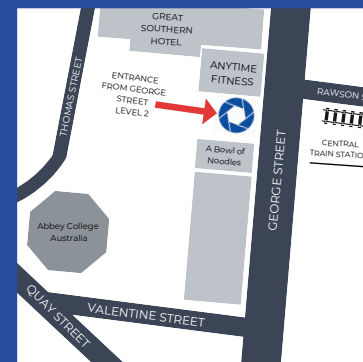 GREAT
SOUTHERN
HOTEL
ANYTIME
FITNESS
THOMAS STREET
ENTRANCE
FROM GEORGE
STREET
LEVEL 2
RAWSON
CENTRAL
TRAIN STATIO
A Bowl of
Noodles
GEORGE STREET
Abbey College
Australia
QUAY STREET
VALENTINE STREET